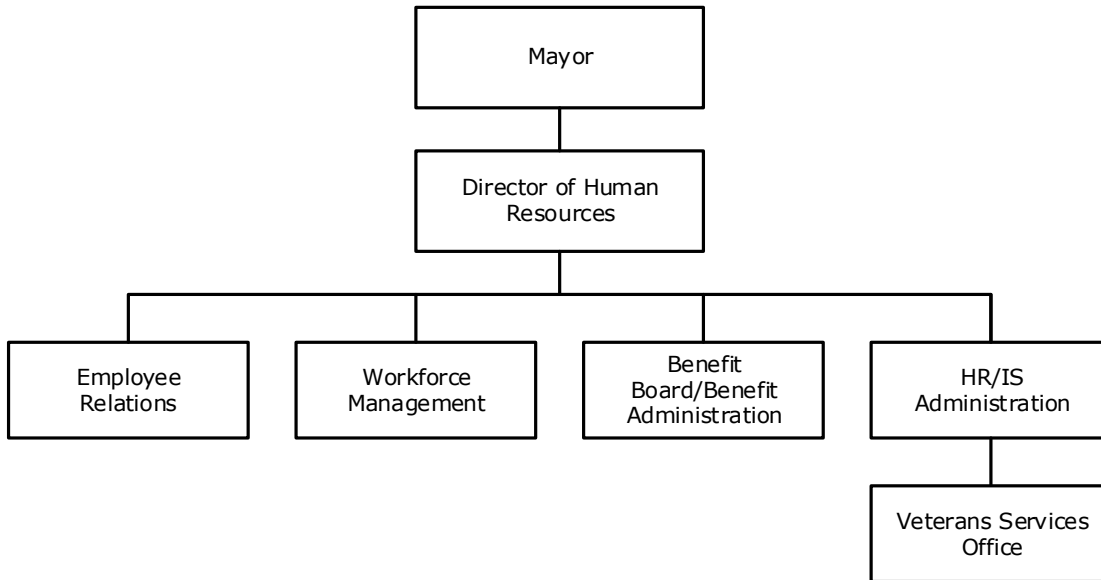 Mayor
Director of Human
Resources
Employee
Relations
Workforce
Management
Benefit
Board/Benefit
Administration
HR/IS
Administration
Veterans Services
Office